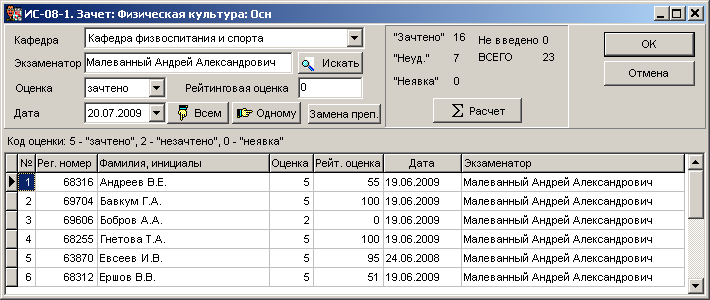 ИС-08-1. Зачет: Физическая культура: Осн
Кафедра Кафедра физвоспитания и спорта
Экзаменатор Малеванный Андрей Александрович Искать
Оценка зачтено Рейтинговая оценка 0
Дата 20.07.2009 Всем Одному Замена преп.
"Зачтено" 16 Не введено 0
"Неуд." 7 ВСЕГО 23
"Неявка" 0
Расчет
OK
Отмена
Код оценки: 5 - "зачтено", 2 - "незачтено", 0 - "неявка"
№ Рег. номер Фамилия, инициалы Оценка Рейт. оценка Дата Экзаменатор
1 68316 Андреев В.Е. 5 55 19.06.2009 Малеванный Андрей Александрович
2 69704 Бавкум Г.А. 5 100 19.06.2009 Малеванный Андрей Александрович
3 69606 Бобров А.А. 2 0 19.06.2009 Малеванный Андрей Александрович
4 68255 Гнетова Т.А. 5 100 19.06.2009 Малеванный Андрей Александрович
5 63870 Евсеев И.В. 5 95 24.06.2008 Малеванный Андрей Александрович
6 68312 Ершов В.В. 5 51 19.06.2009 Малеванный Андрей Александрович